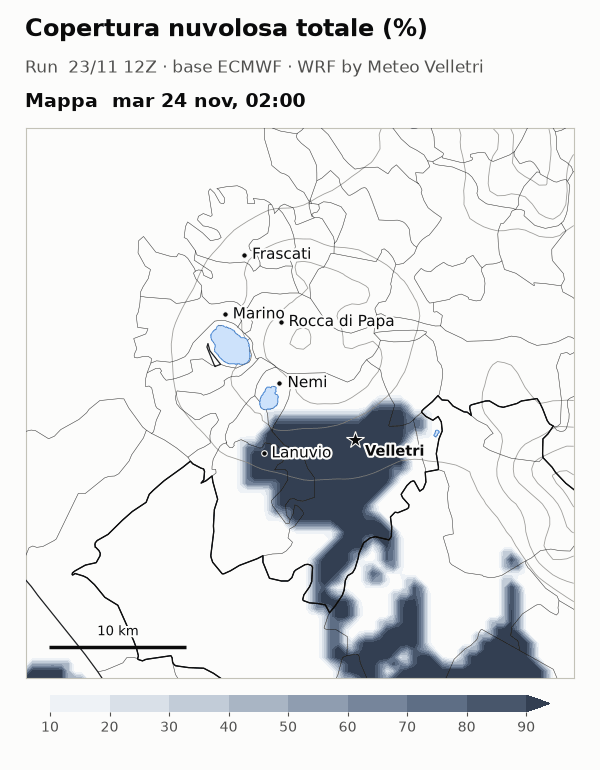 Copertura nuvolosa totale (%)
Run  23/11 12Z · base ECMWF · WRF by Meteo Velletri
Mappa  mar 24 nov, 02:00
Frascati
Marino
Rocca di Papa
Nemi
Velletri
Lanuvio
10 km
10 20 30 40 50 60 70 80 90